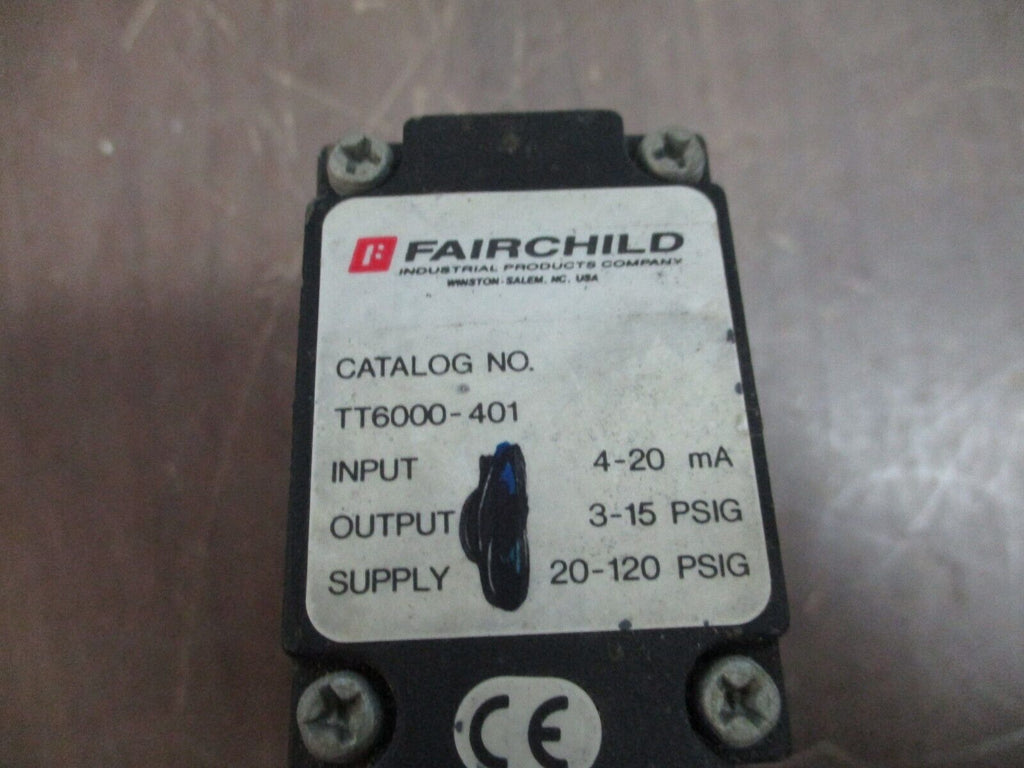 FAIRCHILD
INDUSTRIAL PRODUCTS COMPANY
WINSTON-SALEM, NC, USA
CATALOG NO.
TT6000-401
INPUT 4-20 mA
OUTPUT 3-15 PSIG
SUPPLY 20-120 PSIG
CE